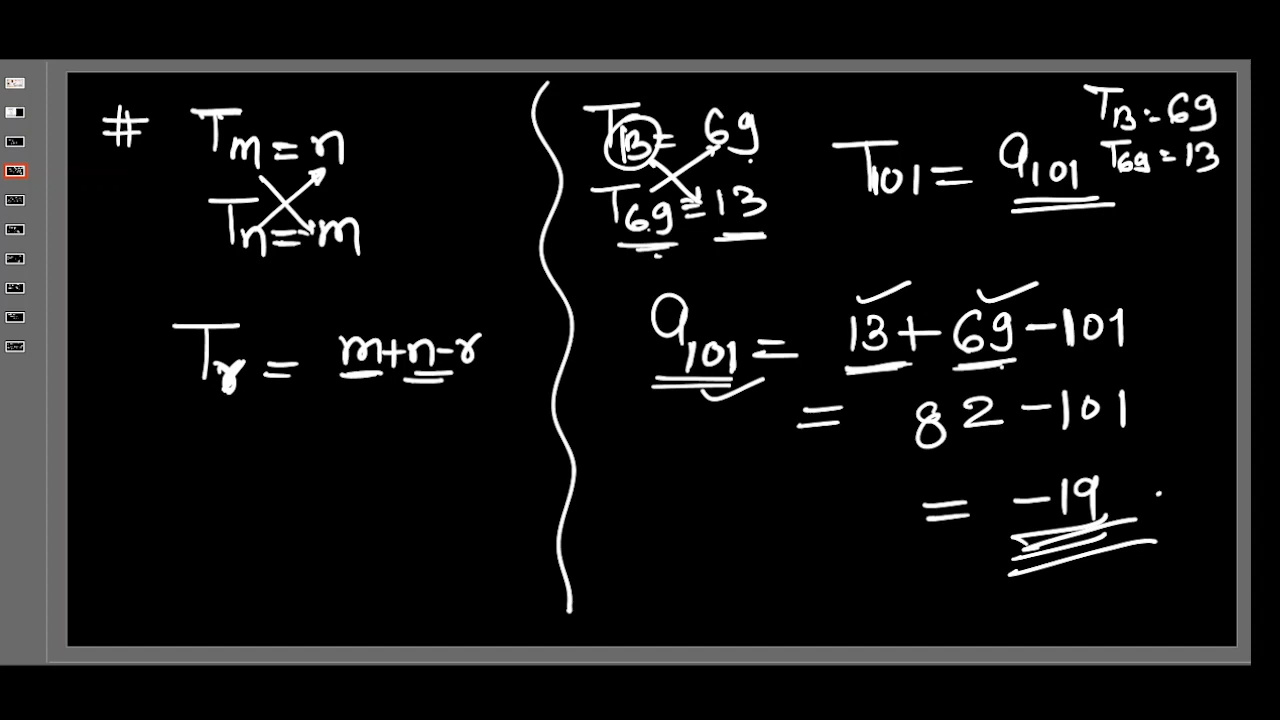 # Tm = n
Tn = m
Tr = m+n-r
T13 = 69
T69 = 13
T101 = a101
T13 = 69
T69 = 13
a101 = 13+69-101
= 82-101
= -19